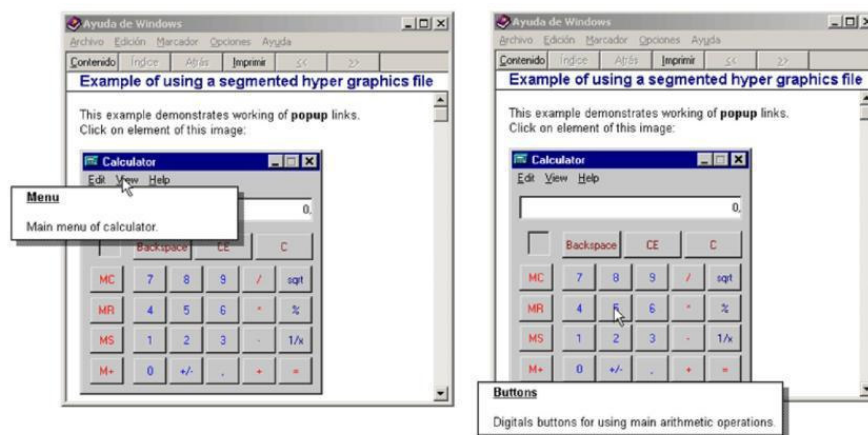 Ayuda de Windows
Archivo Edición Marcador Opciones Ayuda
Contenido Índice Atrás Imprimir << >>
Example of using a segmented hyper graphics file
This example demonstrates working of popup links.
Click on element of this image:
Calculator
Edit View Help
Menu
Main menu of calculator.
0,
Backspace CE C
MC 7 8 9 / sqrt
MR 4 5 6 * %
MS 1 2 3 - 1/x
M+ 0 +/- , + =
Ayuda de Windows
Archivo Edición Marcador Opciones Ayuda
Contenido Índice Atrás Imprimir << >>
Example of using a segmented hyper graphics file
This example demonstrates working of popup links.
Click on element of this image:
Calculator
Edit View Help
0,
Backspace CE C
MC 7 8 9 / sqrt
MR 4 5 6 * %
MS 1 2 3 - 1/x
M+ 0 +/- , + =
Buttons
Digitals buttons for using main arithmetic operations.